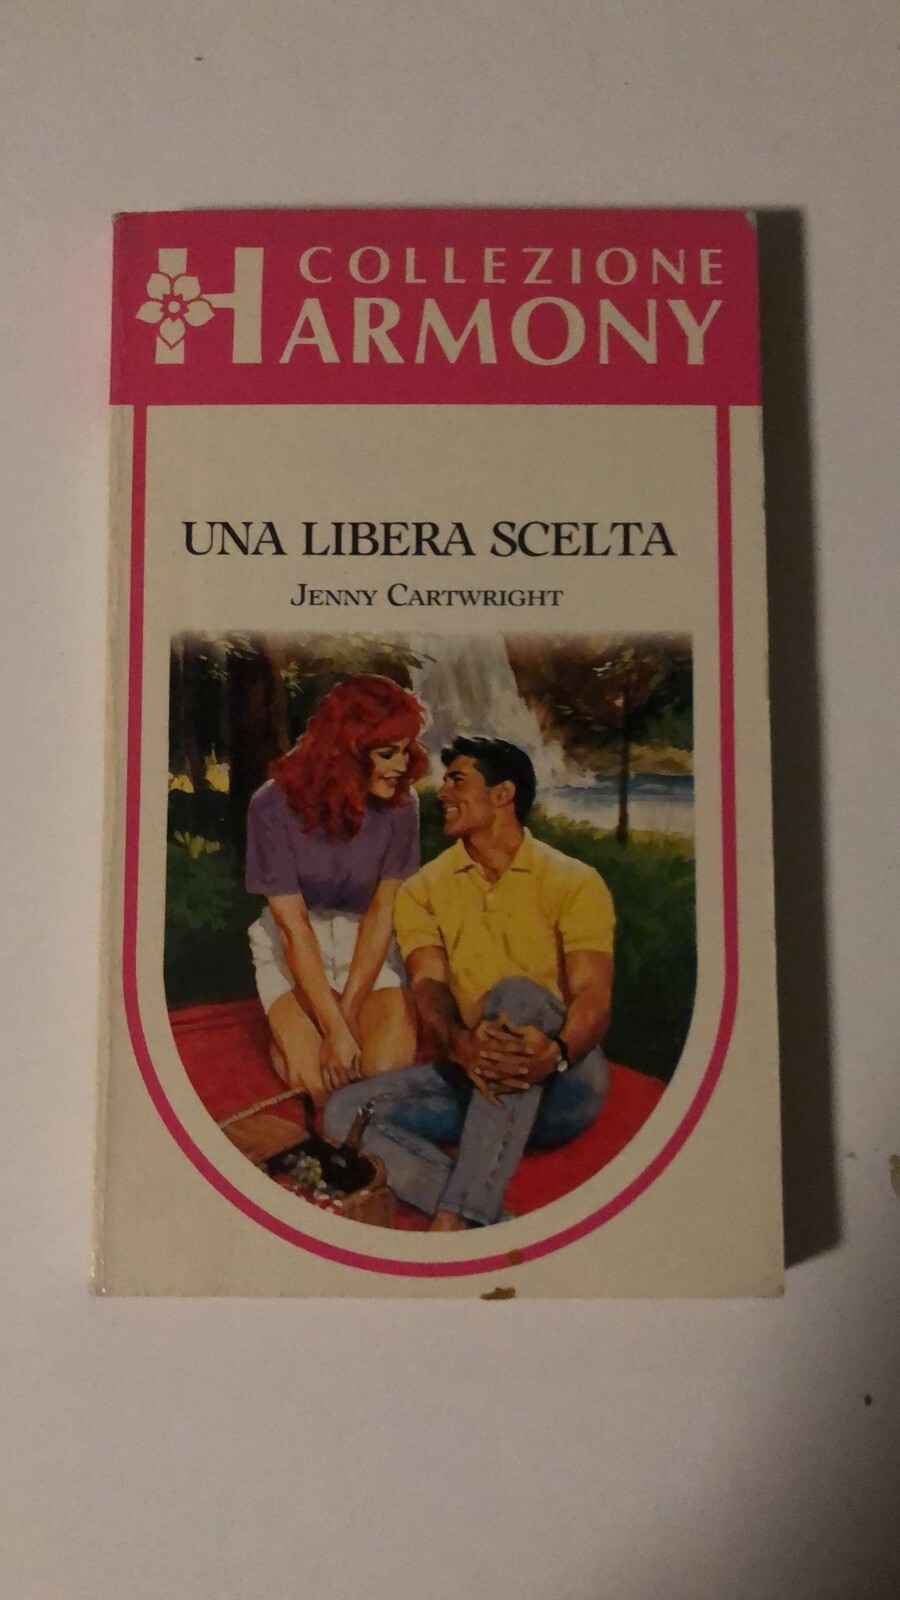 COLLEZIONE
HARMONY
UNA LIBERA SCELTA
JENNY CARTWRIGHT